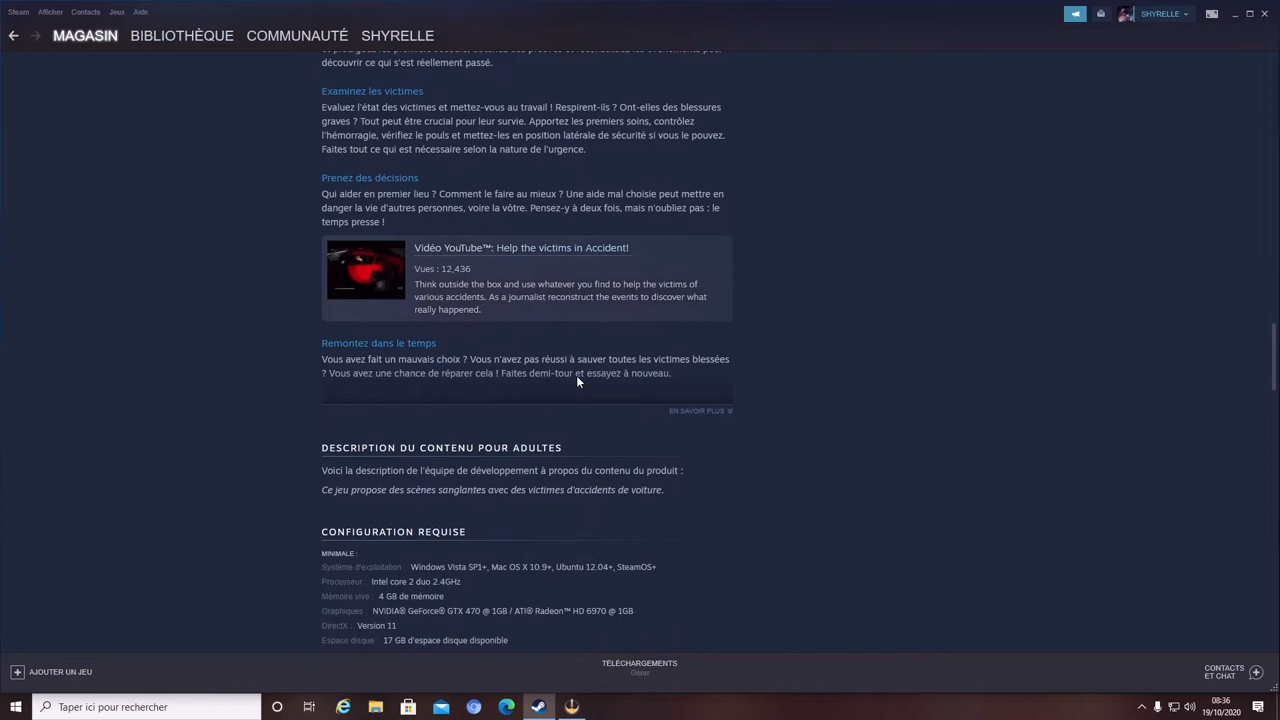 Steam Afficher Contacts Jeux Aide
SHYRELLE
MAGASIN BIBLIOTHÈQUE COMMUNAUTÉ SHYRELLE
découvrir ce qui s'est réellement passé.
Examinez les victimes
Evaluez l'état des victimes et mettez-vous au travail ! Respirent-ils ? Ont-elles des blessures
graves ? Tout peut être crucial pour leur survie. Apportez les premiers soins, contrôlez
l'hémorragie, vérifiez le pouls et mettez-les en position latérale de sécurité si vous le pouvez.
Faites tout ce qui est nécessaire selon la nature de l'urgence.
Prenez des décisions
Qui aider en premier lieu ? Comment le faire au mieux ? Une aide mal choisie peut mettre en
danger la vie d'autres personnes, voire la vôtre. Pensez-y à deux fois, mais n'oubliez pas : le
temps presse !
Vidéo YouTube™: Help the victims in Accident!
Vues : 12,436
Think outside the box and use whatever you find to help the victims of
various accidents. As a journalist reconstruct the events to discover what
really happened.
Remontez dans le temps
Vous avez fait un mauvais choix ? Vous n'avez pas réussi à sauver toutes les victimes blessées
? Vous avez une chance de réparer cela ! Faites demi-tour et essayez à nouveau.
EN SAVOIR PLUS
DESCRIPTION DU CONTENU POUR ADULTES
Voici la description de l'équipe de développement à propos du contenu du produit :
Ce jeu propose des scènes sanglantes avec des victimes d'accidents de voiture.
CONFIGURATION REQUISE
MINIMALE :
Système d'exploitation : Windows Vista SP1+, Mac OS X 10.9+, Ubuntu 12.04+, SteamOS+
Processeur : Intel core 2 duo 2.4GHz
Mémoire vive : 4 GB de mémoire
Graphiques : NVIDIA® GeForce® GTX 470 @ 1GB / ATI® Radeon™ HD 6970 @ 1GB
DirectX : Version 11
Espace disque : 17 GB d'espace disque disponible
AJOUTER UN JEU
TÉLÉCHARGEMENTS
Gérer
CONTACTS
ET CHAT
Taper ici pour rechercher
08:36
19/10/2020